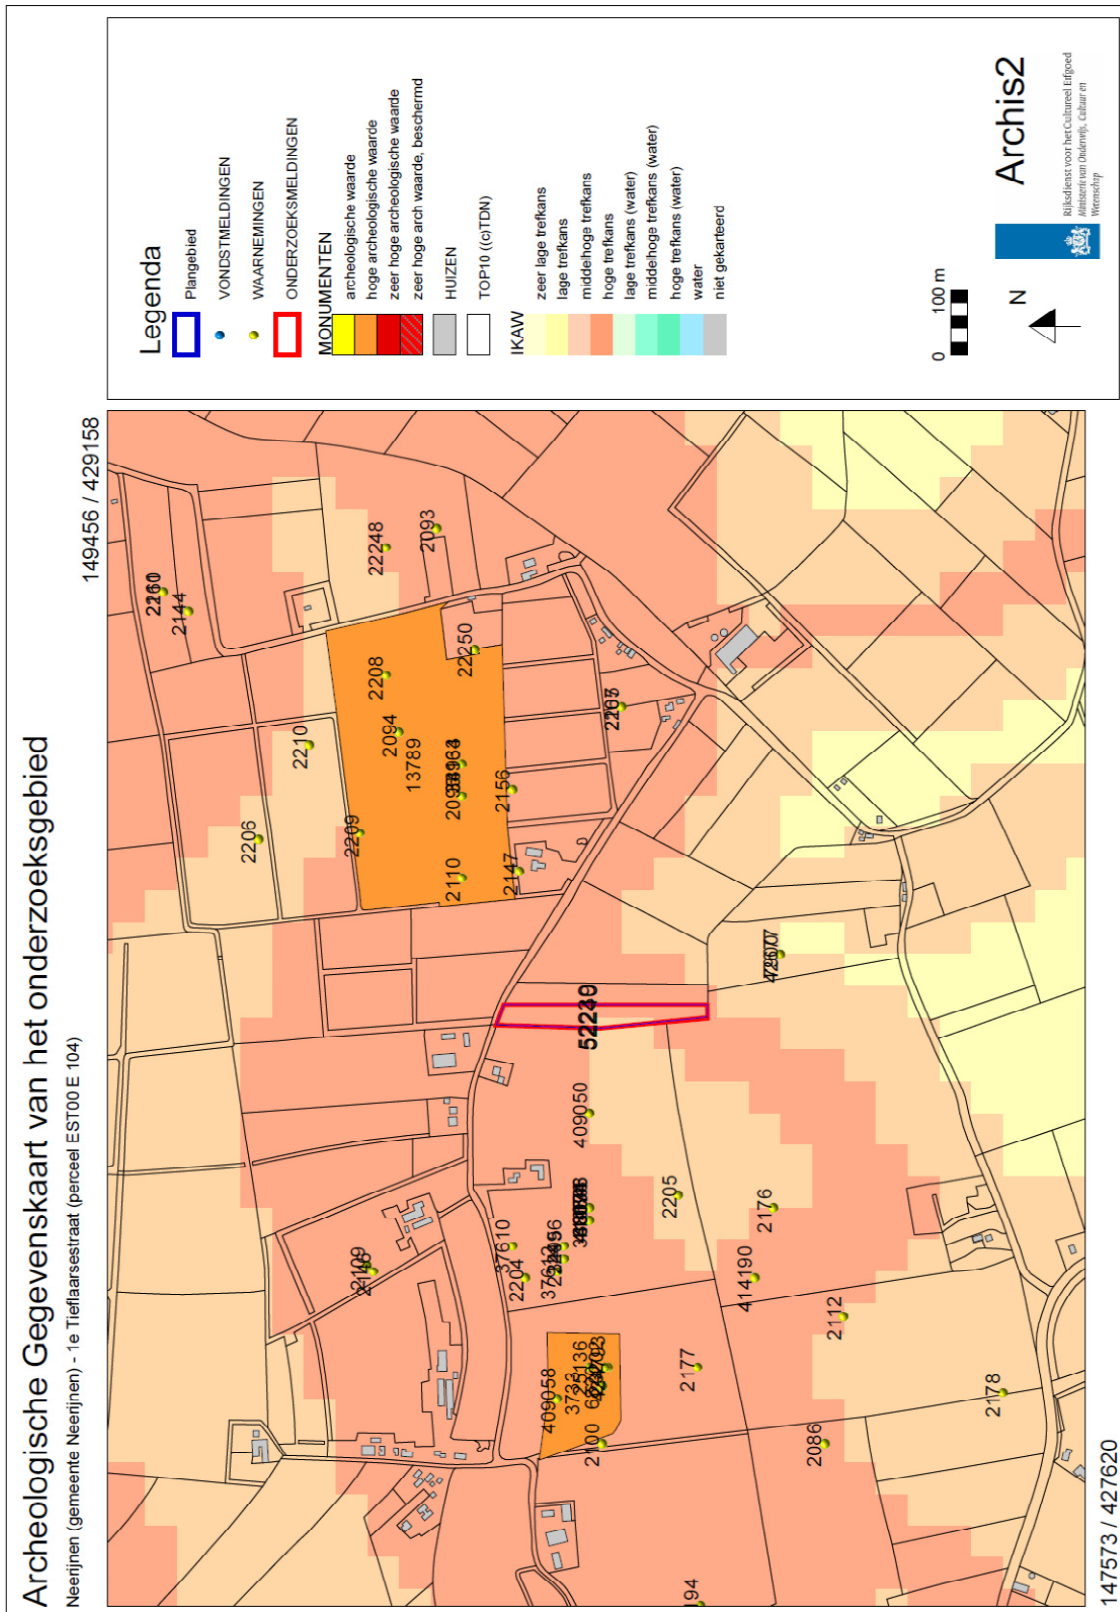 Archeologische Gegevenskaart van het onderzoeksgebied
Neerijnen (gemeente Neerijnen) - 1e Tieflaarsestraat (perceel EST00 E 104)
149456 / 429158
147573 / 427620
2144
22248
2093
2208
22250
2210
2094
13789
2206
2209
2156
2110
2147
409050
2205
2176
37610
2204
414190
2112
409058
2177
2178
2100
2086
194
Legenda
Plangebied
VONDSTMELDINGEN
WAARNEMINGEN
ONDERZOEKSMELDINGEN
MONUMENTEN
archeologische waarde
hoge archeologische waarde
zeer hoge archeologische waarde
zeer hoge arch waarde, beschermd
HUIZEN
TOP10 ((c)TDN)
IKAW
zeer lage trefkans
lage trefkans
middelhoge trefkans
hoge trefkans
lage trefkans (water)
middelhoge trefkans (water)
hoge trefkans (water)
water
niet gekarteerd
0 100 m
N
Archis2
Rijksdienst voor het Cultureel Erfgoed
Ministerie van Onderwijs, Cultuur en
Wetenschap